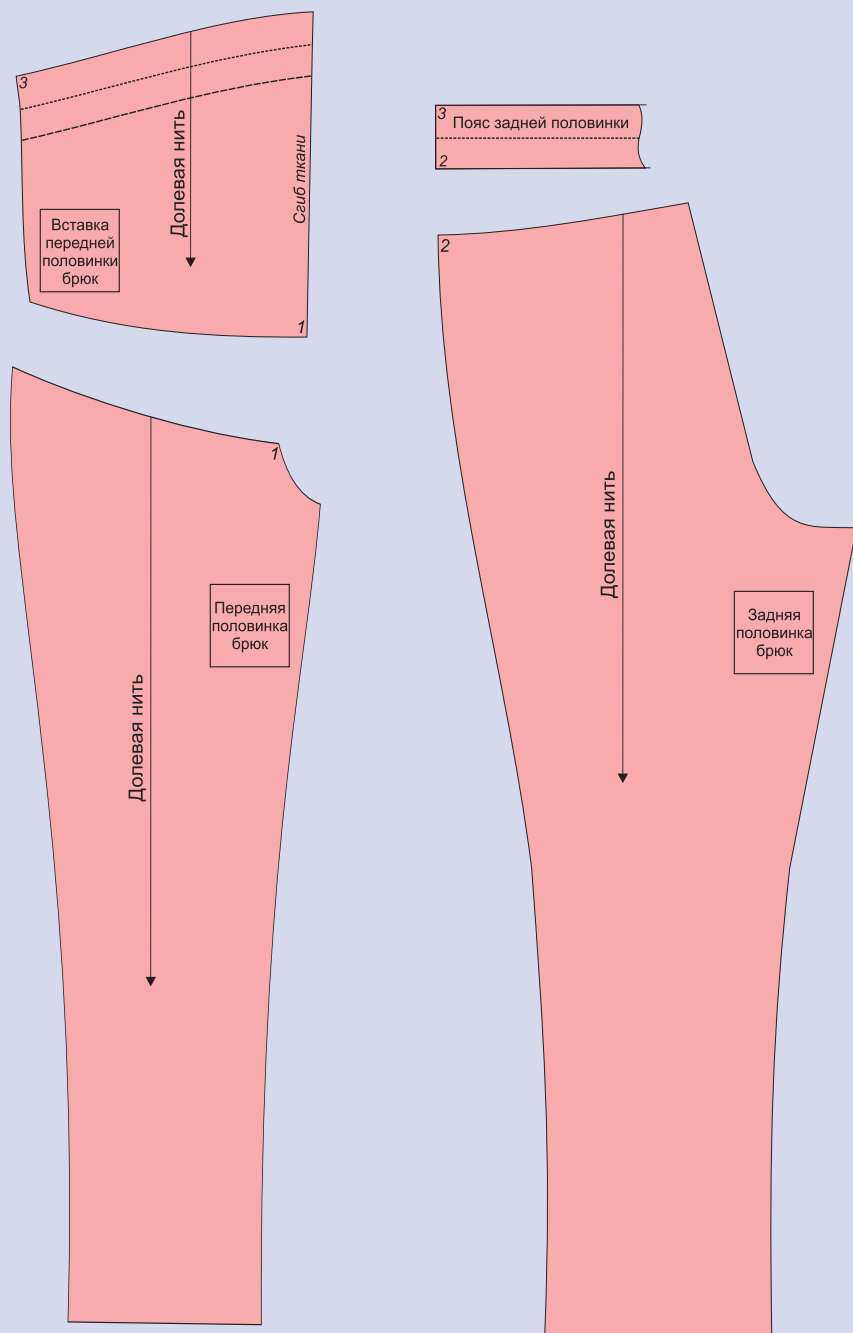 3
Долевая нить
Сгиб ткани
Вставка
передней
половинки
брюк
1
3
Пояс задней половинки
2
1
Долевая нить
Передняя
половинка
брюк
2
Долевая нить
Задняя
половинка
брюк